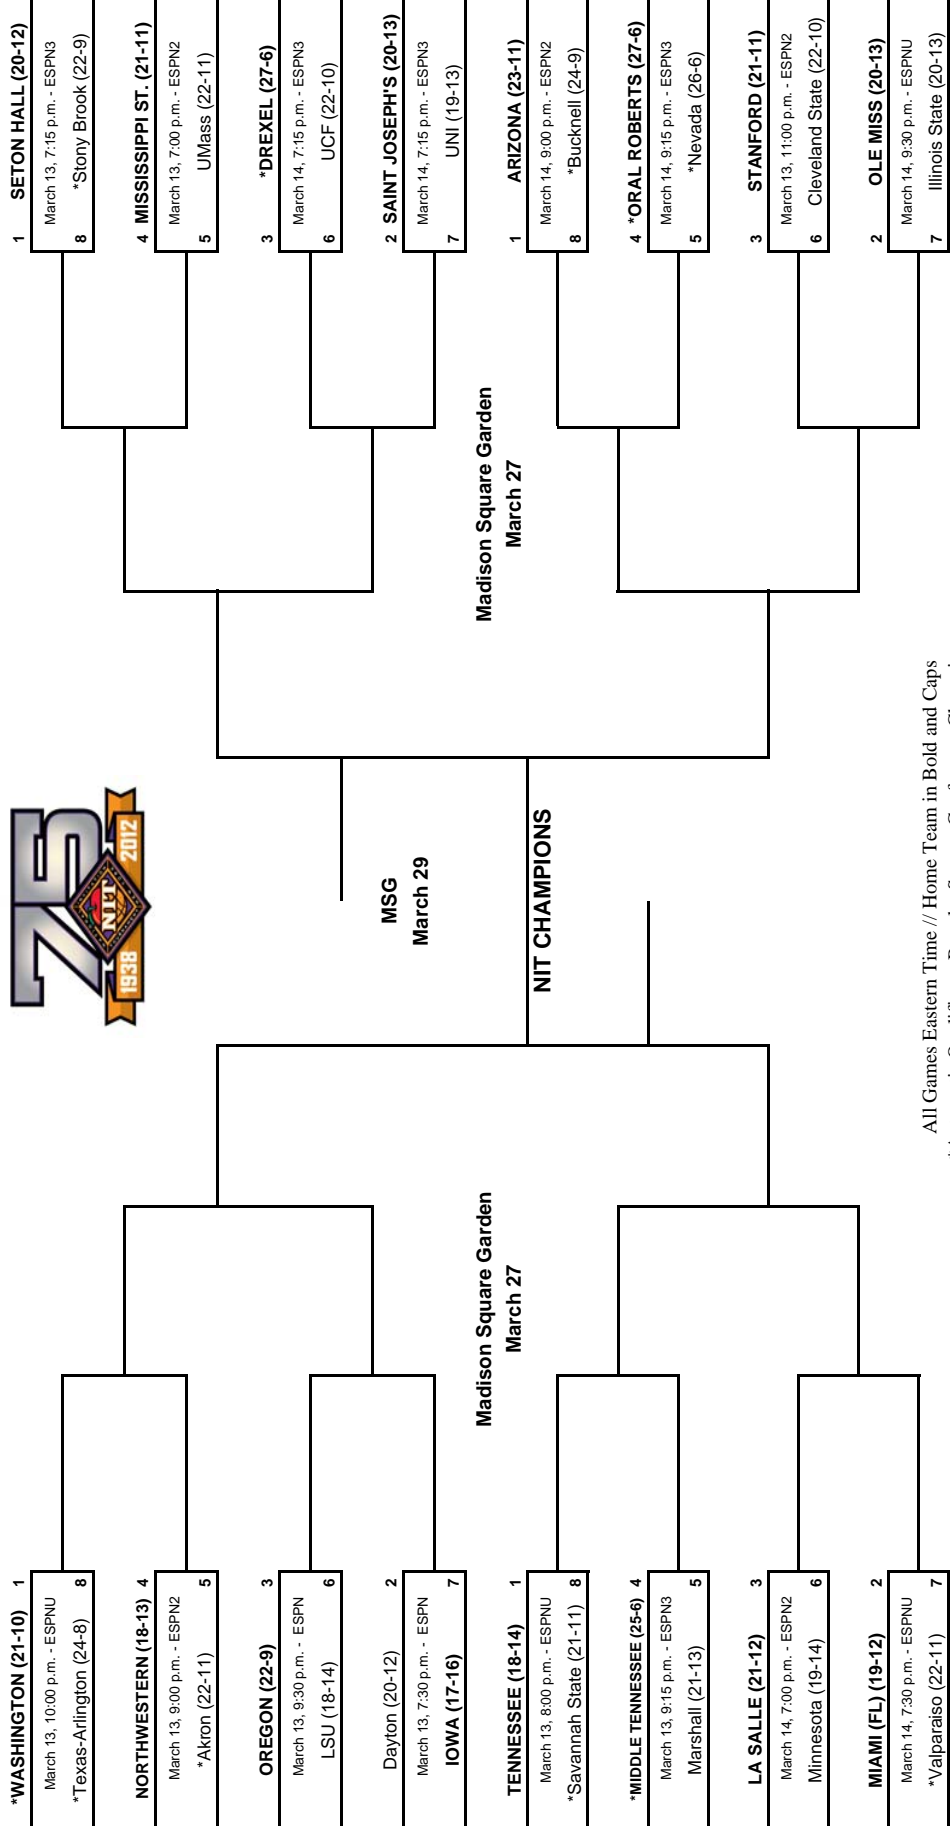 *WASHINGTON (21-10) 1
March 13, 10:00 p.m. - ESPNU
*Texas-Arlington (24-8) 8
NORTHWESTERN (18-13) 4
March 13, 9:00 p.m. - ESPN2
*Akron (22-11) 5
OREGON (22-9) 3
March 13, 9:30 p.m. - ESPN
LSU (18-14) 6
Dayton (20-12) 2
March 13, 7:30 p.m. - ESPN
IOWA (17-16) 7
TENNESSEE (18-14) 1
March 13, 8:00 p.m. - ESPNU
*Savannah State (21-11) 8
*MIDDLE TENNESSEE (25-6) 4
March 13, 9:15 p.m. - ESPN3
Marshall (21-13) 5
LA SALLE (21-12) 3
March 14, 7:00 p.m. - ESPN2
Minnesota (19-14) 6
MIAMI (FL) (19-12) 2
March 14, 7:30 p.m. - ESPNU
*Valparaiso (22-11) 7
Madison Square Garden
March 27
75
1938 NIT 2012
MSG
March 29
NIT CHAMPIONS
All Games Eastern Time // Home Team in Bold and Caps
Madison Square Garden
March 27
1 SETON HALL (20-12)
March 13, 7:15 p.m. - ESPN3
8 *Stony Brook (22-9)
4 MISSISSIPPI ST. (21-11)
March 13, 7:00 p.m. - ESPN2
5 UMass (22-11)
3 *DREXEL (27-6)
March 14, 7:15 p.m. - ESPN3
6 UCF (22-10)
2 SAINT JOSEPH'S (20-13)
March 14, 7:15 p.m. - ESPN3
7 UNI (19-13)
1 ARIZONA (23-11)
March 14, 9:00 p.m. - ESPN2
8 *Bucknell (24-9)
4 *ORAL ROBERTS (27-6)
March 14, 9:15 p.m. - ESPN3
5 *Nevada (26-6)
3 STANFORD (21-11)
March 13, 11:00 p.m. - ESPN2
6 Cleveland State (22-10)
2 OLE MISS (20-13)
March 14, 9:30 p.m. - ESPNU
7 Illinois State (20-13)